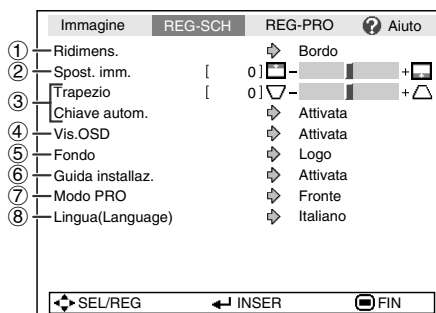 Immagine REG-SCH REG-PRO ? Aiuto
① Ridimens. Bordo
② Spost. imm. [ 0] - +
③ Trapezio [ 0] - +
Chiave autom. Attivata
④ Vis.OSD Attivata
⑤ Fondo Logo
⑥ Guida installaz. Attivata
⑦ Modo PRO Fronte
⑧ Lingua(Language) Italiano
SEL/REG INSER FIN